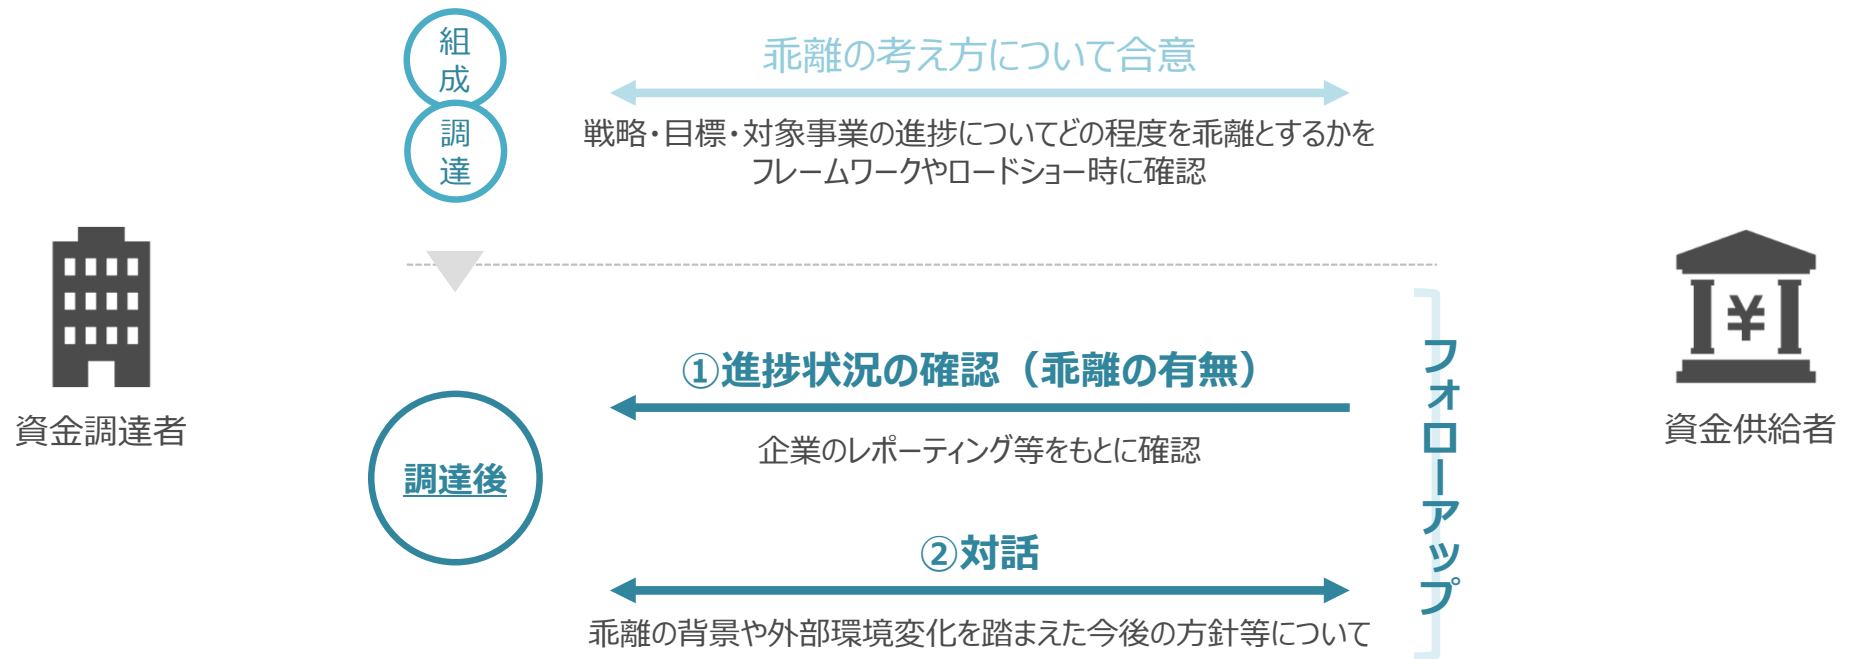 組成
乖離の考え方について合意
調達
戦略・目標・対象事業の進捗についてどの程度を乖離とするかを
フレームワークやロードショー時に確認
資金調達者
¥
資金供給者
調達後
①進捗状況の確認（乖離の有無）
企業のレポーティング等をもとに確認
②対話
乖離の背景や外部環境変化を踏まえた今後の方針等について
フォローアップ